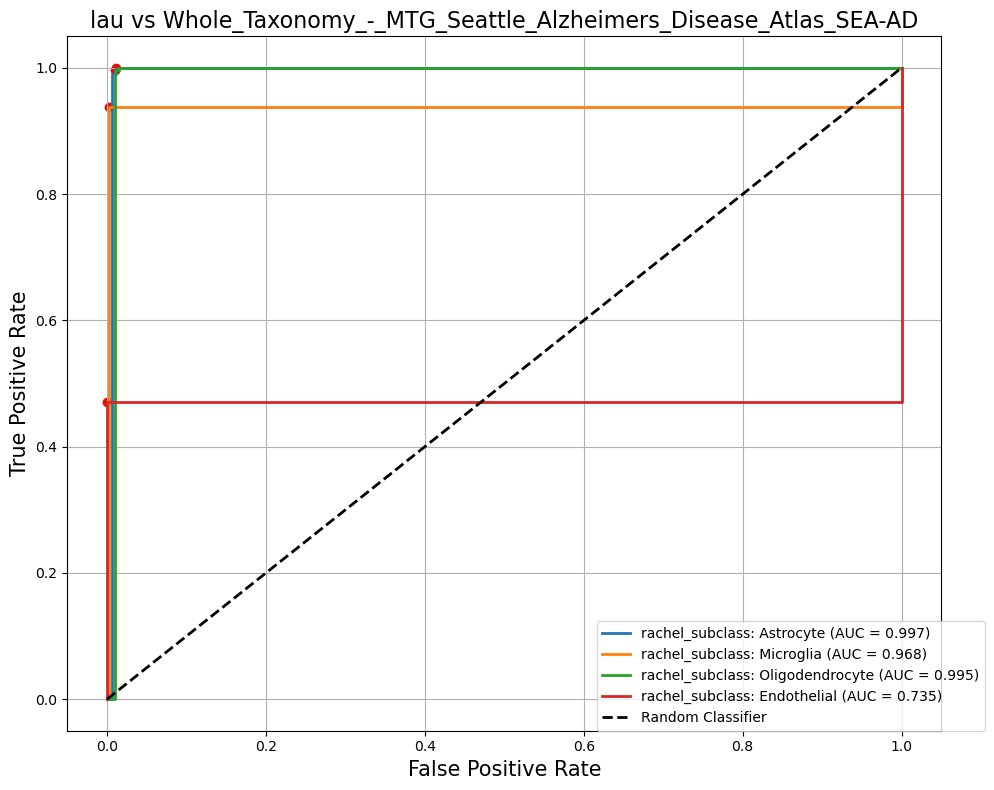 lau vs Whole_Taxonomy_-_MTG_Seattle_Alzheimers_Disease_Atlas_SEA-AD
True Positive Rate
1.0
0.8
0.6
0.4
0.2
0.0
0.0 0.2 0.4 0.6 0.8 1.0
False Positive Rate
rachel_subclass: Astrocyte (AUC = 0.997)
rachel_subclass: Microglia (AUC = 0.968)
rachel_subclass: Oligodendrocyte (AUC = 0.995)
rachel_subclass: Endothelial (AUC = 0.735)
Random Classifier